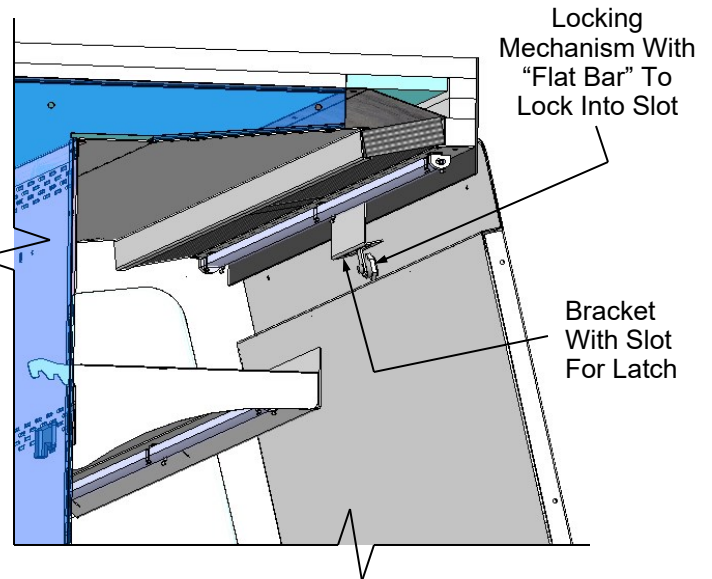 Locking
Mechanism With
“Flat Bar” To
Lock Into Slot
Bracket
With Slot
For Latch